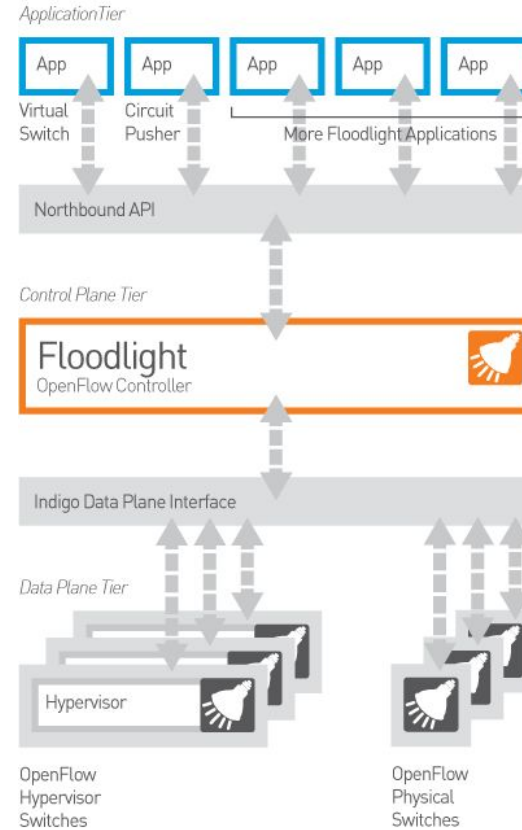 ApplicationTier
App App App App App
Virtual
Switch
Circuit
Pusher
More Floodlight Applications
Northbound API
Control Plane Tier
Floodlight
OpenFlow Controller
Indigo Data Plane Interface
Data Plane Tier
Hypervisor
OpenFlow
Hypervisor
Switches
OpenFlow
Physical
Switches